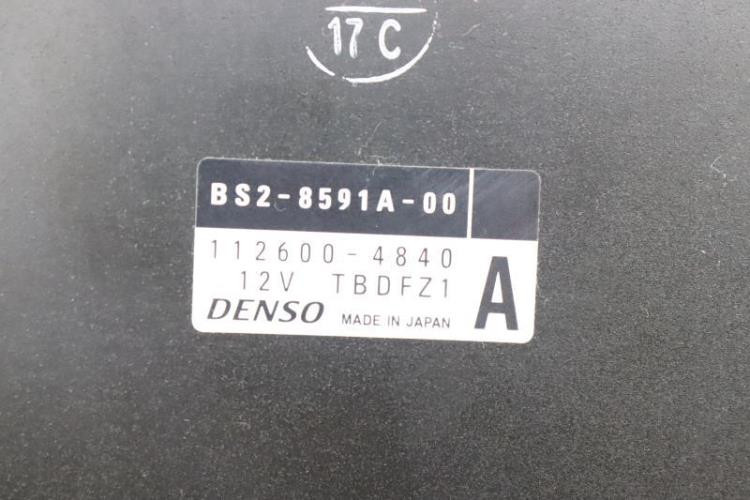 17 C
BS2-8591A-00
112600-4840
12V TBDFZ1
A
DENSO MADE IN JAPAN